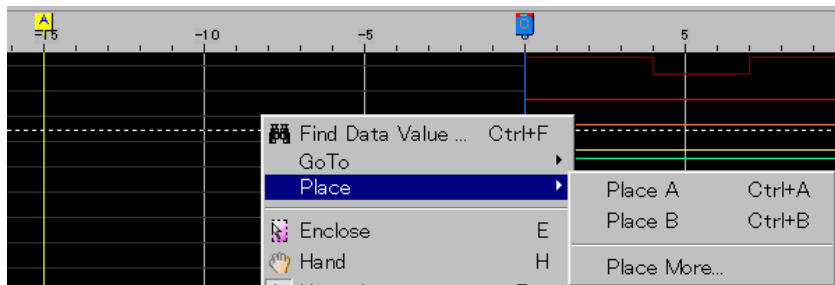 A
-15 -10 -5 0 5
Find Data Value ... Ctrl+F
GoTo
Place
Place A Ctrl+A
Place B Ctrl+B
Enclose E
Hand H
Place More...